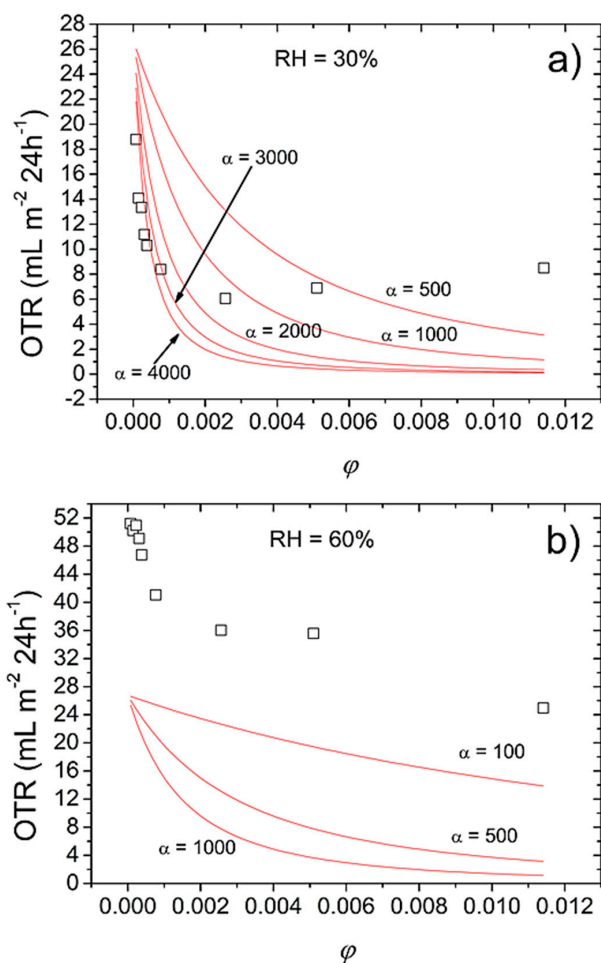 a)
RH = 30%
28
26
24
22
20
18
16
14
12
10
8
6
4
2
0
-2
OTR (mL m⁻² 24h⁻¹)
α = 3000
α = 500
α = 2000
α = 1000
α = 4000
0.000 0.002 0.004 0.006 0.008 0.010 0.012
φ
b)
RH = 60%
52
48
44
40
36
32
28
24
20
16
12
8
4
0
OTR (mL m⁻² 24h⁻¹)
α = 100
α = 500
α = 1000
0.000 0.002 0.004 0.006 0.008 0.010 0.012
φ